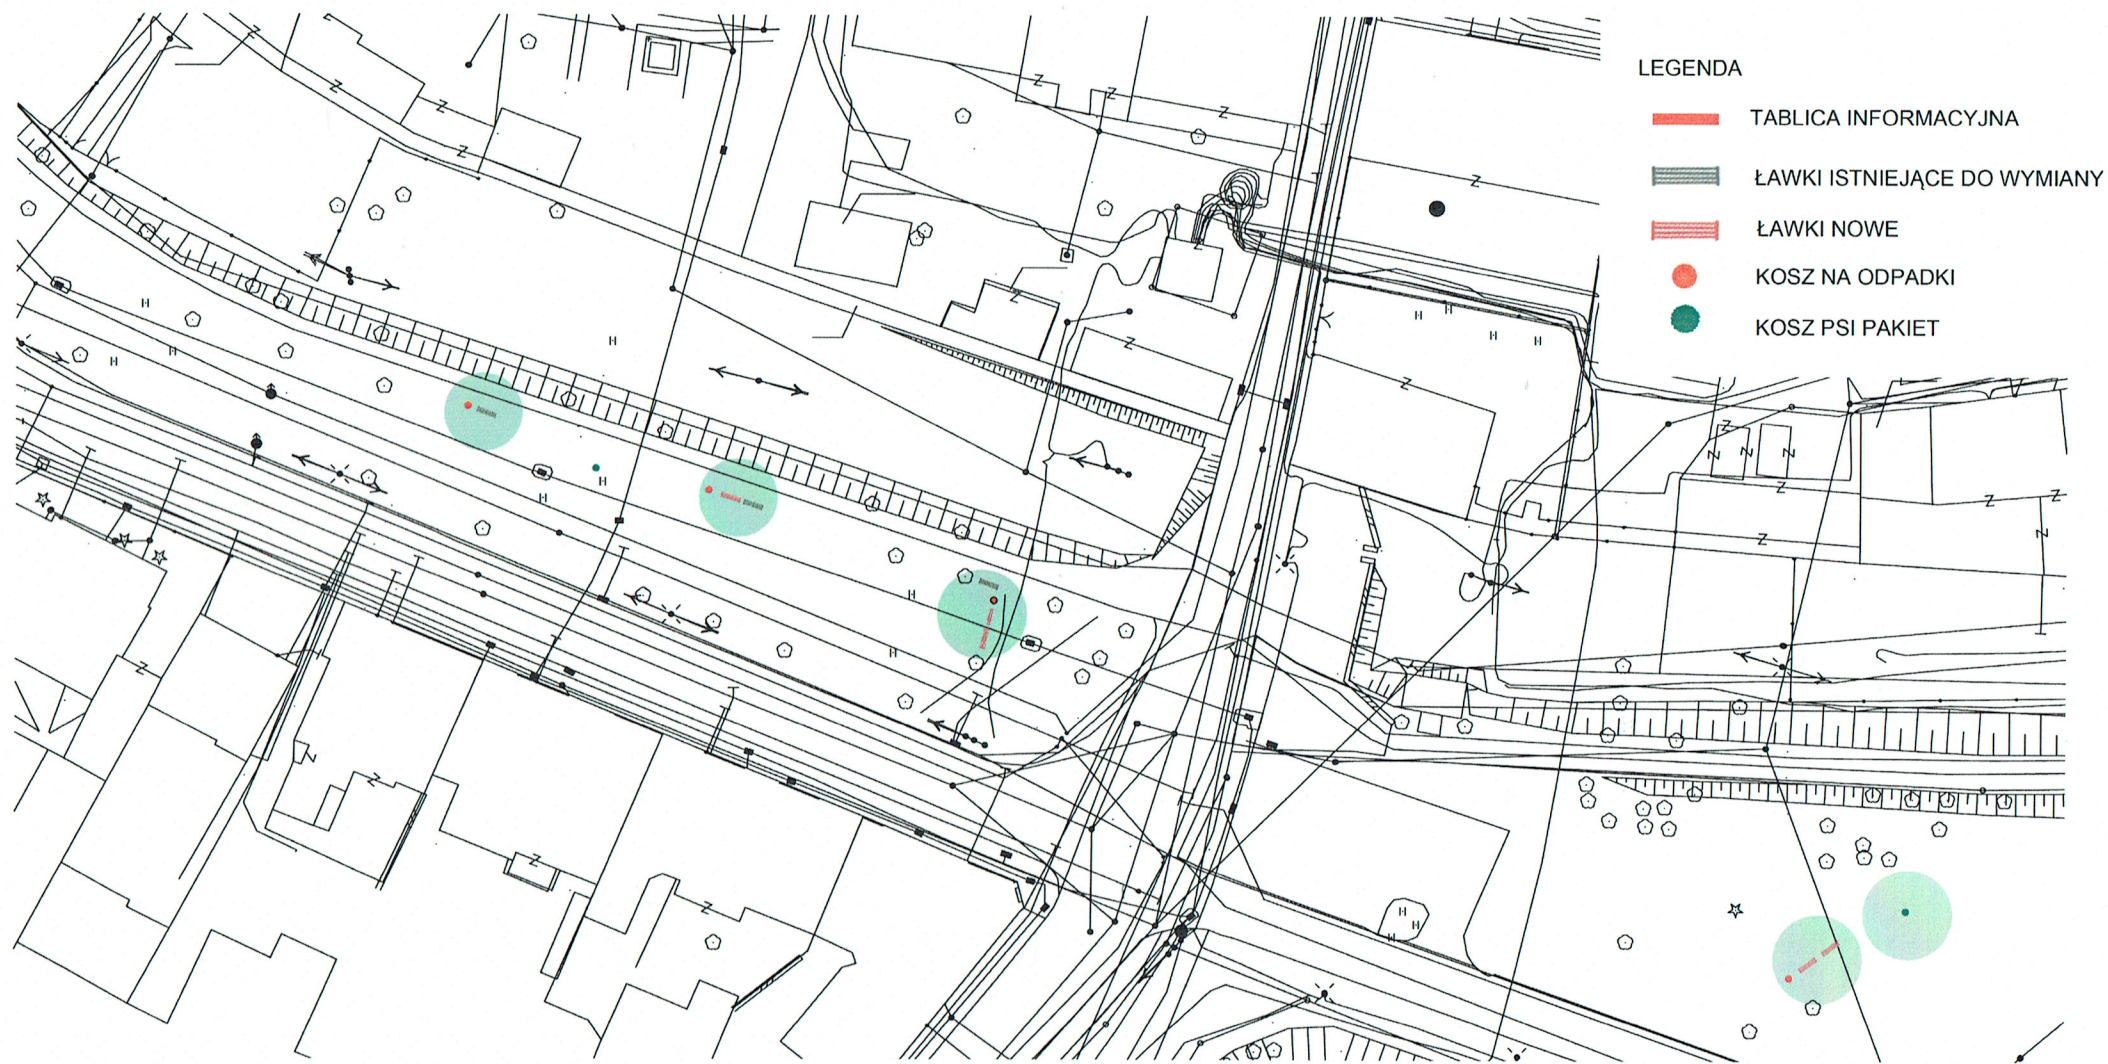 LEGENDA
TABLICA INFORMACYJNA
ŁAWKI ISTNIEJĄCE DO WYMIANY
ŁAWKI NOWE
KOSZ NA ODPADKI
KOSZ PSI PAKIET